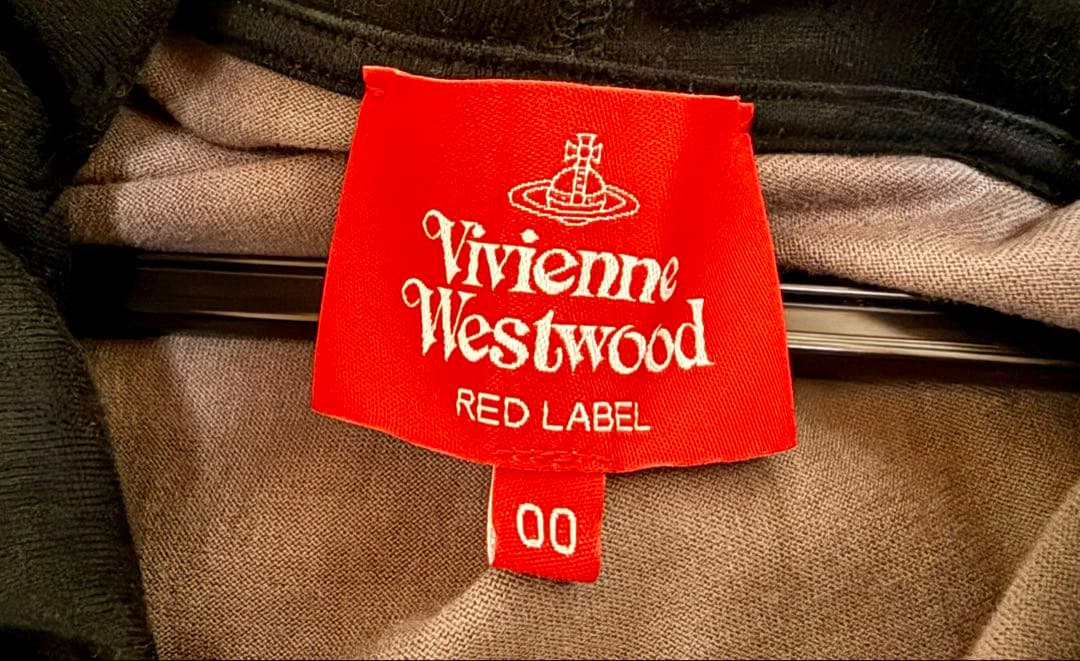 Vivienne
Westwood
RED LABEL
00